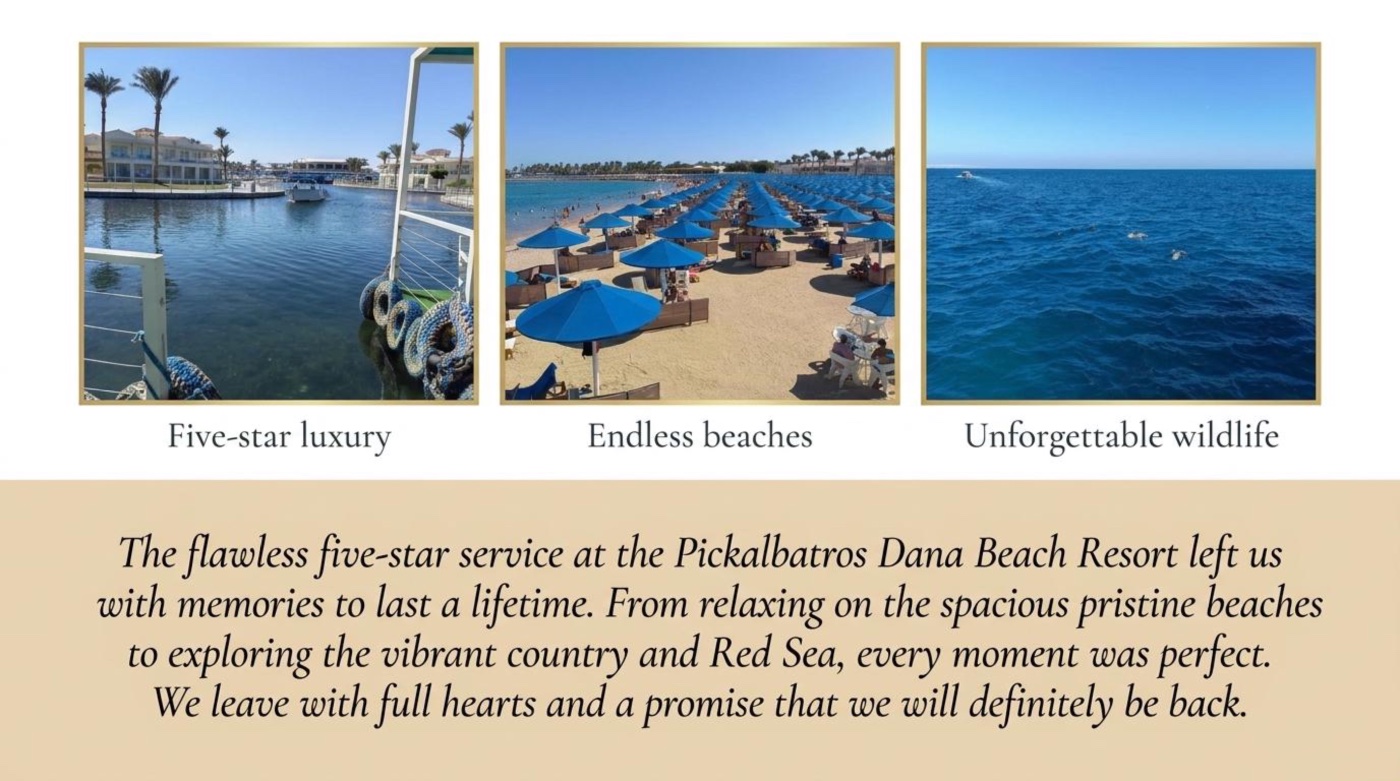 Five-star luxury
Endless beaches
Unforgettable wildlife
The flawless five-star service at the Pickalbatros Dana Beach Resort left us
with memories to last a lifetime. From relaxing on the spacious pristine beaches
to exploring the vibrant country and Red Sea, every moment was perfect.
We leave with full hearts and a promise that we will definitely be back.